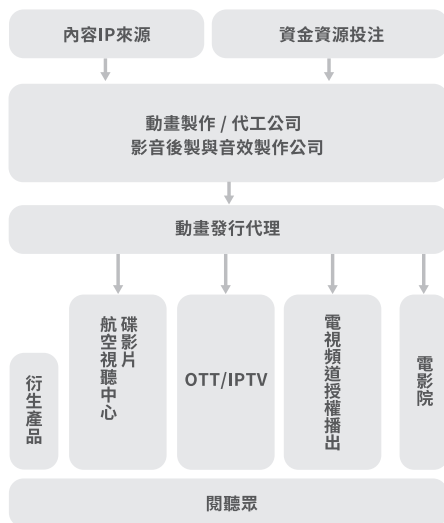 內容IP來源
資金資源投注
動畫製作 / 代工公司
影音後製與音效製作公司
動畫發行代理
衍生產品
碟影片
航空視聽中心
OTT/IPTV
電視頻道授權播出
電影院
閱聽眾